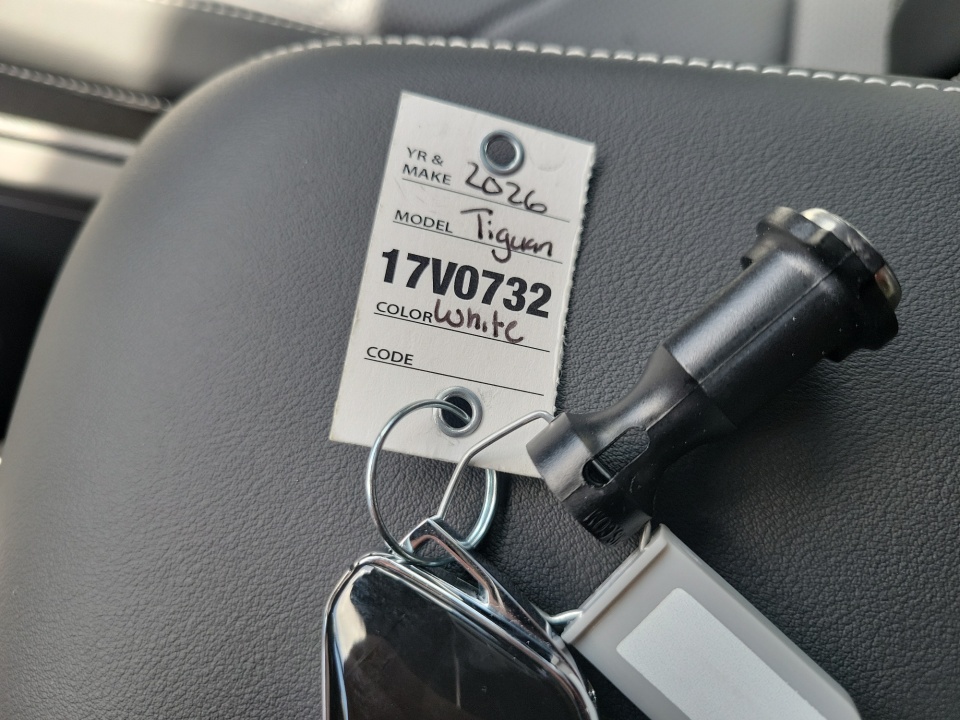 YR & MAKE 2026
MODEL Tiguan
17V0732
COLOR White
CODE